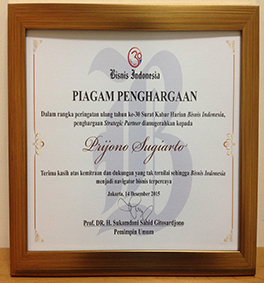 30
Bisnis Indonesia
PIAGAM PENGHARGAAN
Dalam rangka peringatan ulang tahun ke-30 Surat Kabar Harian Bisnis Indonesia,
penghargaan Strategic Partner dianugerahkan kepada
Prijono Sugiarto
Terima kasih atas kemitraan dan dukungan yang tak ternilai sehingga Bisnis Indonesia
menjadi navigator bisnis terpercaya
Jakarta, 14 Desember 2015
Prof. DR. H. Sukamdani Sahid Gitosardjono
Pemimpin Umum